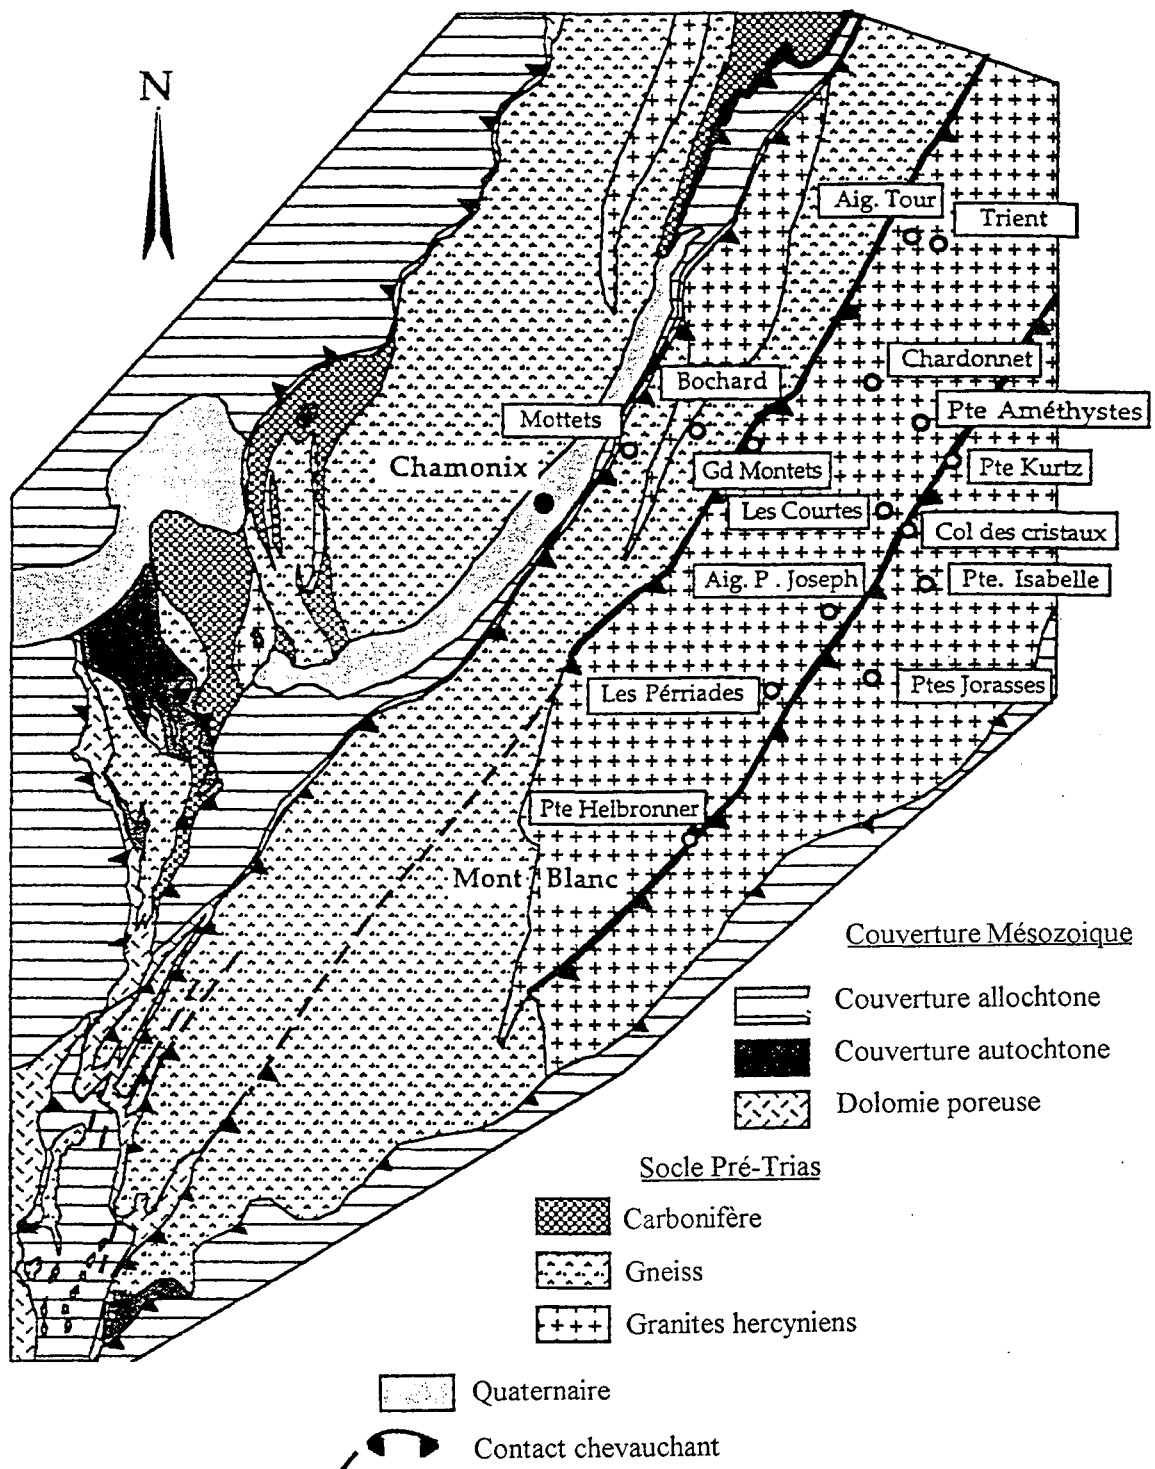 N
Aig. Tour
Trient
Chardonnet
Bochard
Pte Améthystes
Mottets
Chamonix
Gd Montets
Pte Kurtz
Les Courtes
Col des cristaux
Aig. P . Joseph
Pte. Isabelle
Les Pérriades
Ptes Jorasses
Pte Helbronner
Mont Blanc
Couverture Mésozoique
Couverture allochtone
Couverture autochtone
Dolomie poreuse
Socle Pré-Trias
Carbonifère
Gneiss
Granites hercyniens
Quaternaire
Contact chevauchant